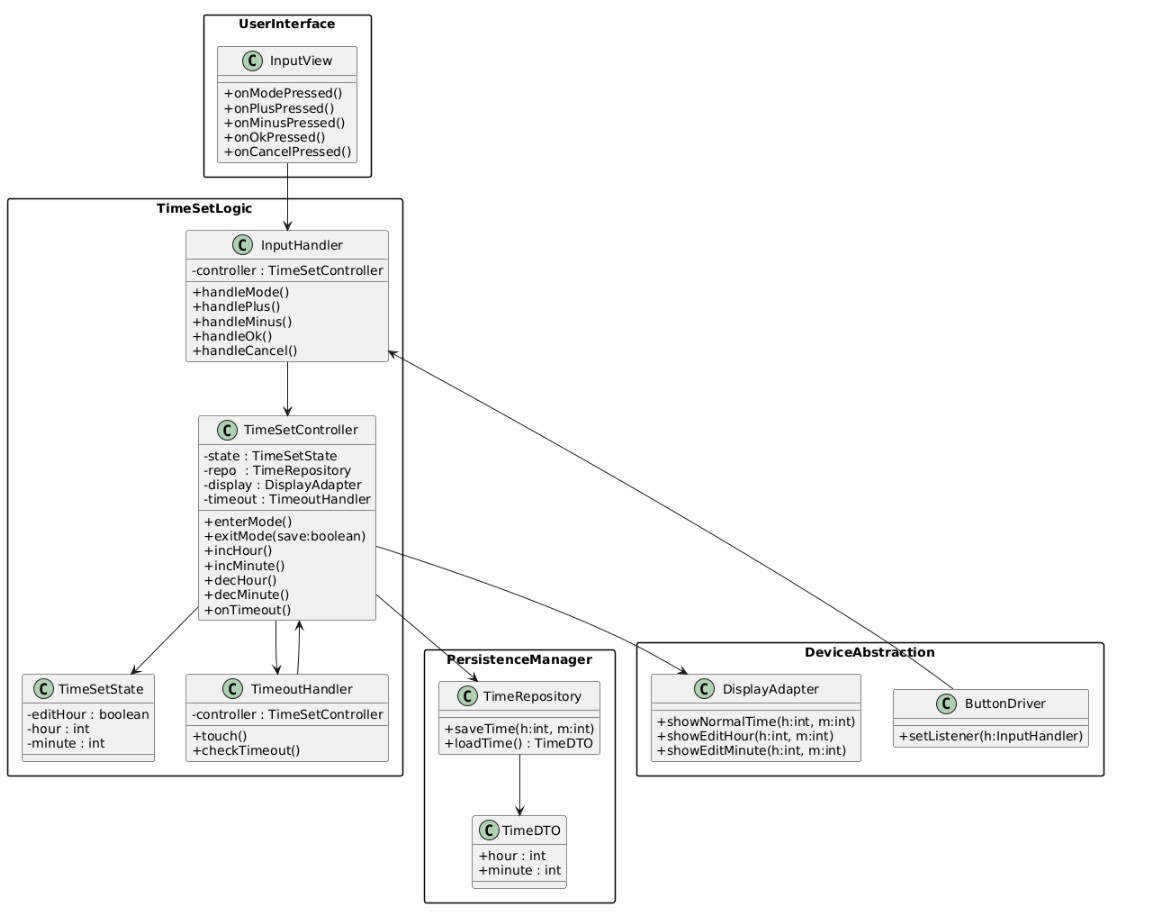 UserInterface
C InputView
+onModePressed()
+onPlusPressed()
+onMinusPressed()
+onOkPressed()
+onCancelPressed()
TimeSetLogic
C InputHandler
-controller : TimeSetController
+handleMode()
+handlePlus()
+handleMinus()
+handleOk()
+handleCancel()
C TimeSetController
-state : TimeSetState
-repo  : TimeRepository
-display : DisplayAdapter
-timeout : TimeoutHandler
+enterMode()
+exitMode(save:boolean)
+incHour()
+incMinute()
+decHour()
+decMinute()
+onTimeout()
C TimeSetState
-editHour : boolean
-hour : int
-minute : int
C TimeoutHandler
-controller : TimeSetController
+touch()
+checkTimeout()
PersistenceManager
C TimeRepository
+saveTime(h:int, m:int)
+loadTime() : TimeDTO
C TimeDTO
+hour : int
+minute : int
DeviceAbstraction
C DisplayAdapter
+showNormalTime(h:int, m:int)
+showEditHour(h:int, m:int)
+showEditMinute(h:int, m:int)
C ButtonDriver
+setListener(h:InputHandler)